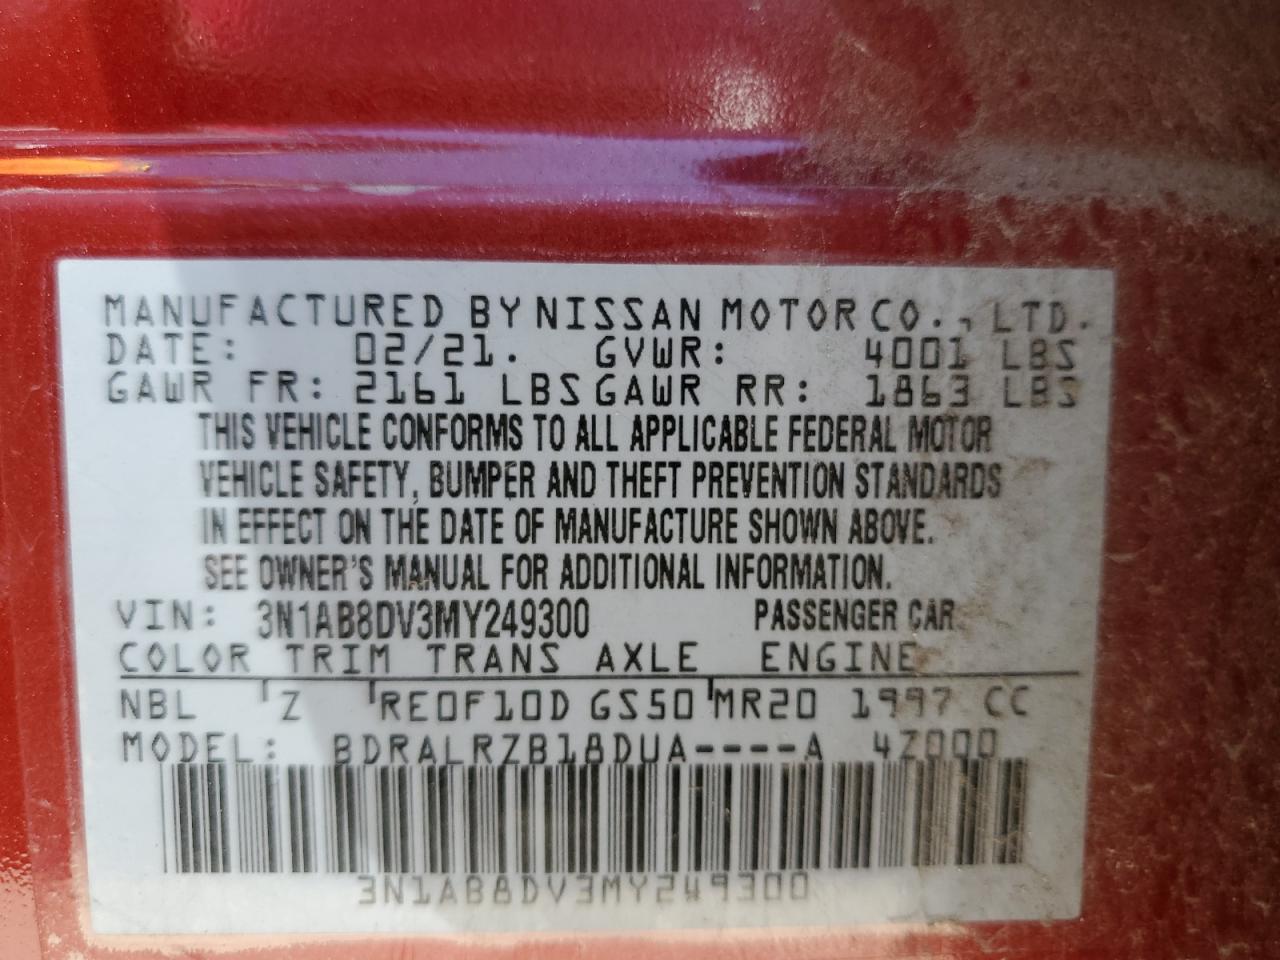 MANUFACTURED BY NISSAN MOTOR CO., LTD.
DATE: 02/21. GVWR: 4001 LBS
GAWR FR: 2161 LBS GAWR RR: 1863 LBS
THIS VEHICLE CONFORMS TO ALL APPLICABLE FEDERAL MOTOR
VEHICLE SAFETY, BUMPER AND THEFT PREVENTION STANDARDS
IN EFFECT ON THE DATE OF MANUFACTURE SHOWN ABOVE.
SEE OWNER'S MANUAL FOR ADDITIONAL INFORMATION.
VIN: 3N1AB8DV3MY249300 PASSENGER CAR
COLOR TRIM TRANS AXLE ENGINE
NBL Z RE0F10D GS50 MR20 1997 CC
MODEL: BDRALRZB18DUA----A 4Z000
3N1AB8DV3MY249300